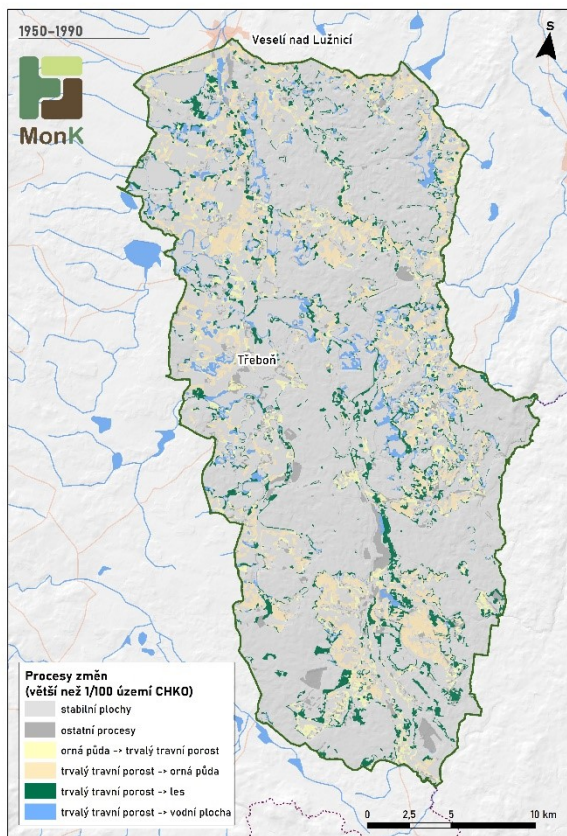 1950–1990
Veselí nad Lužnicí
S
MonK
Třeboň
Procesy změn
(větší než 1/100 území CHKO)
stabilní plochy
ostatní procesy
orná půda -> trvalý travní porost
trvalý travní porost -> orná půda
trvalý travní porost -> les
trvalý travní porost -> vodní plocha
0 2,5 5 10 km